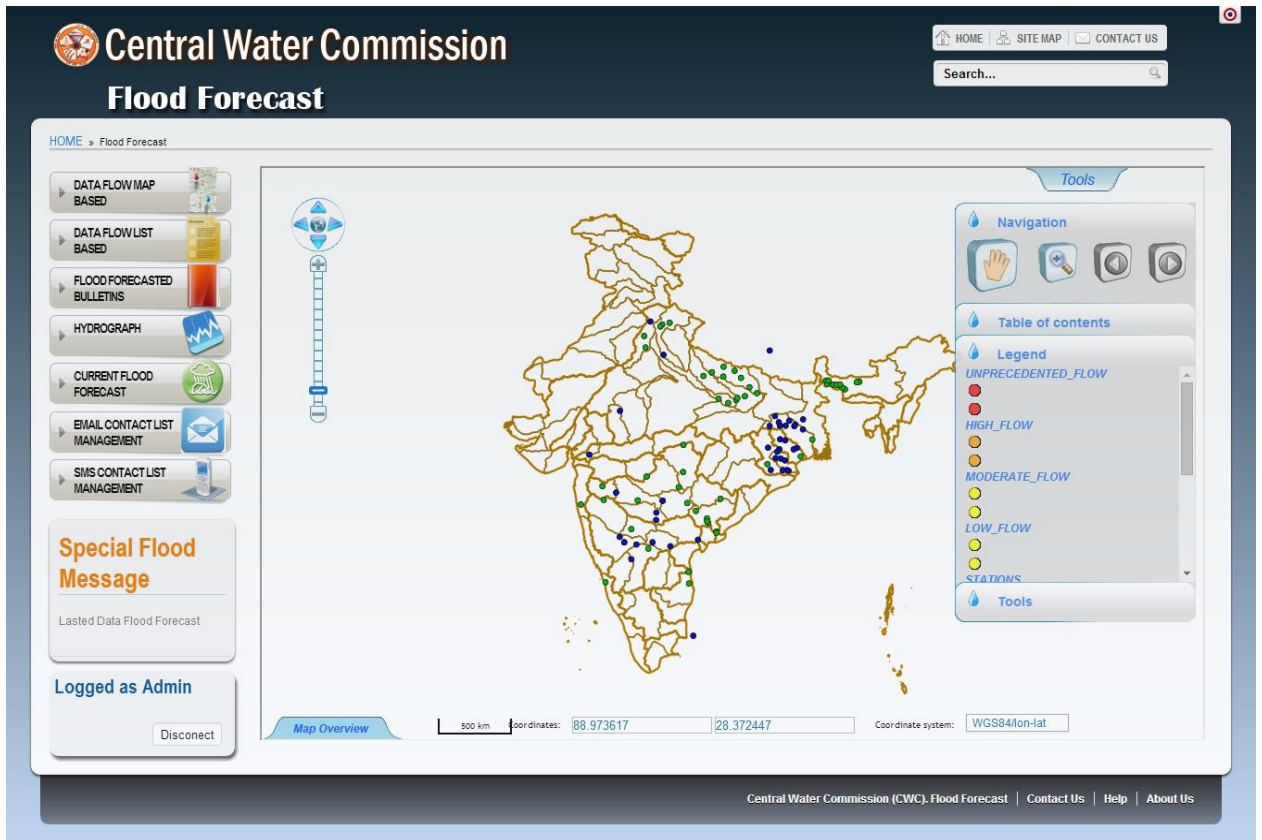 Central Water Commission
Flood Forecast
HOME
SITE MAP
CONTACT US
Search...
HOME » Flood Forecast
DATA FLOW MAP
BASED
DATA FLOW LIST
BASED
FLOOD FORECASTED
BULLETINS
HYDROGRAPH
CURRENT FLOOD
FORECAST
EMAIL CONTACT LIST
MANAGEMENT
SMS CONTACT LIST
MANAGEMENT
Special Flood
Message
Lasted Data Flood Forecast
Logged as Admin
Disconect
Tools
Navigation
Table of contents
Legend
UNPRECEDENTED_FLOW
HIGH_FLOW
MODERATE_FLOW
LOW_FLOW
STATIONS
Tools
Map Overview
500 km
Coordinates:
88.973617
28.372447
Coordinate system:
WGS84/lon-lat
Central Water Commission (CWC). Flood Forecast | Contact Us | Help | About Us